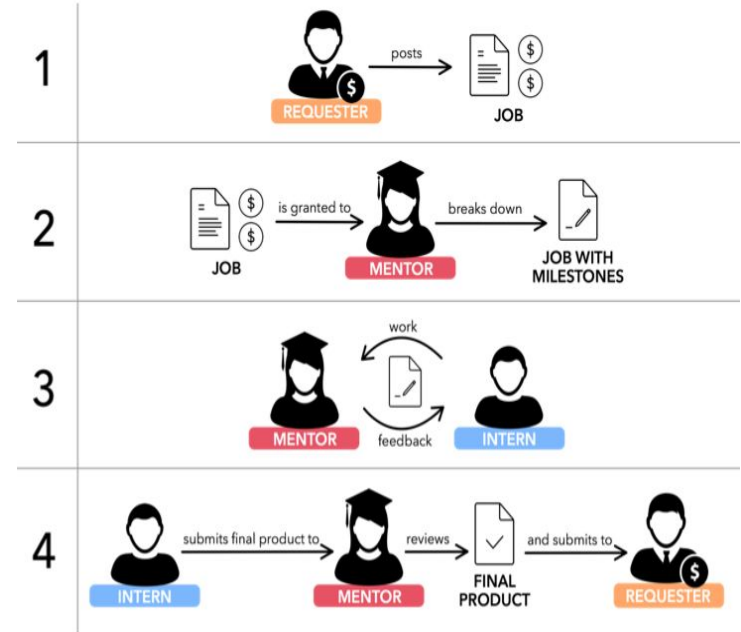 1
posts
$
$
$
REQUESTER
JOB
2
$
$
is granted to
breaks down
JOB
MENTOR
JOB WITH
MILESTONES
3
work
MENTOR
feedback
INTERN
4
submits final product to
reviews
and submits to
$
INTERN
MENTOR
FINAL
PRODUCT
REQUESTER